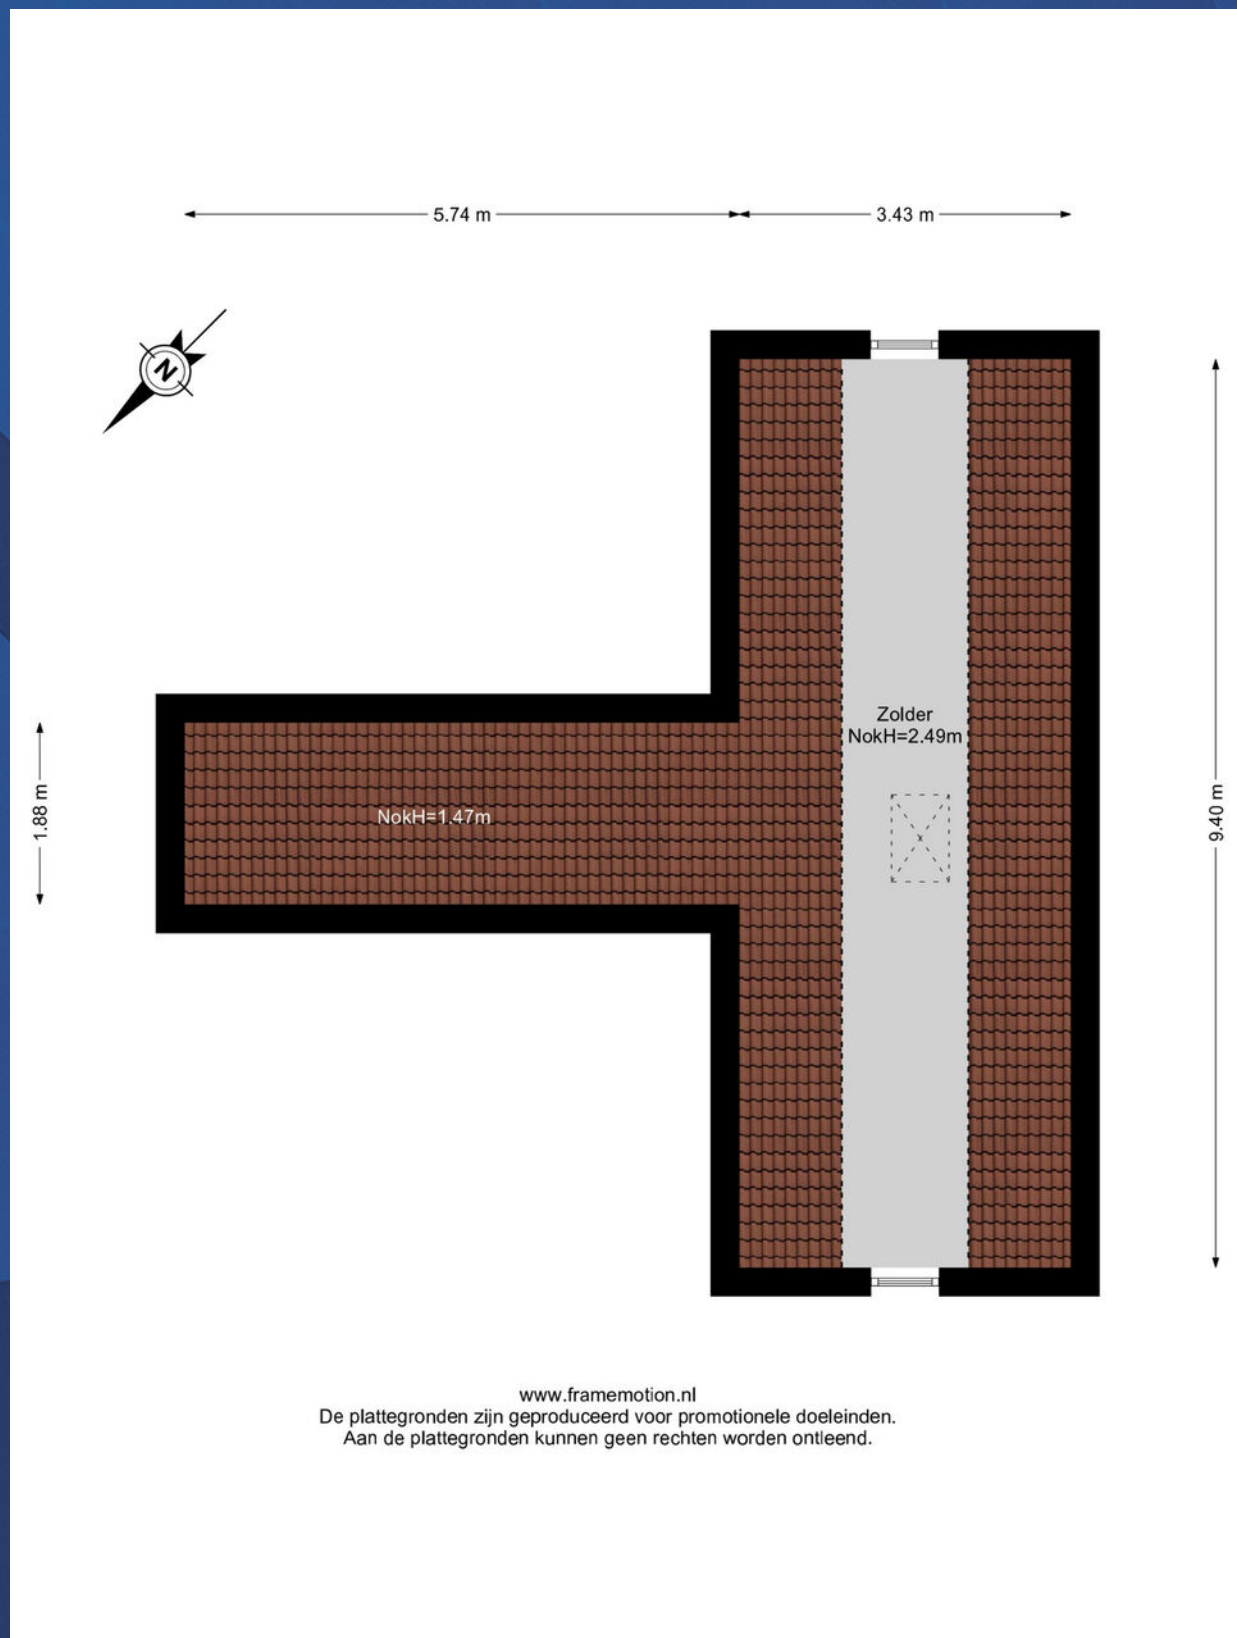 5.74 m
3.43 m
N
Zolder
NokH=2.49m
1.88 m
NokH=1.47m
9.40 m
www.framemotion.nl
De plattegronden zijn geproduceerd voor promotionele doeleinden.
Aan de plattegronden kunnen geen rechten worden ontleend.